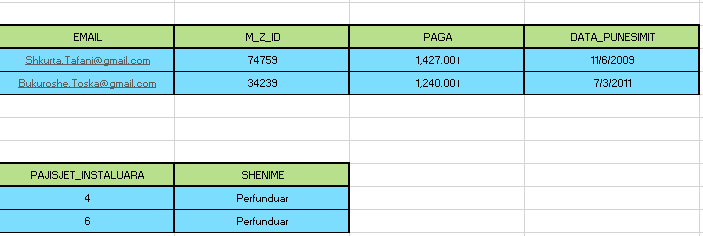 EMAIL M_Z_ID PAGA DATA_PUNESIMIT
Shkurta.Tafani@gmail.com 74759 1,427.00 l 11/6/2009
Bukuroshe.Toska@gmail.com 34239 1,240.00 l 7/3/2011
PAJISJET_INSTALUARA SHENIME
4 Perfunduar
6 Perfunduar